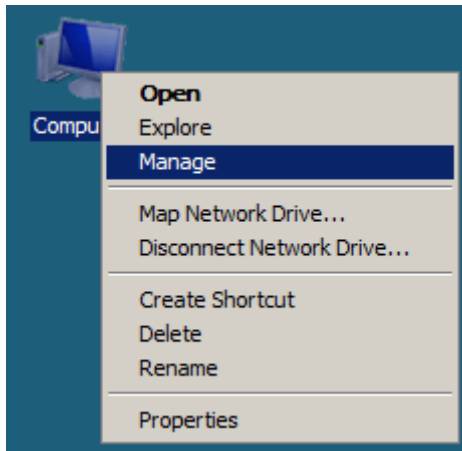 Open
Compu
Explore
Manage
Map Network Drive...
Disconnect Network Drive...
Create Shortcut
Delete
Rename
Properties